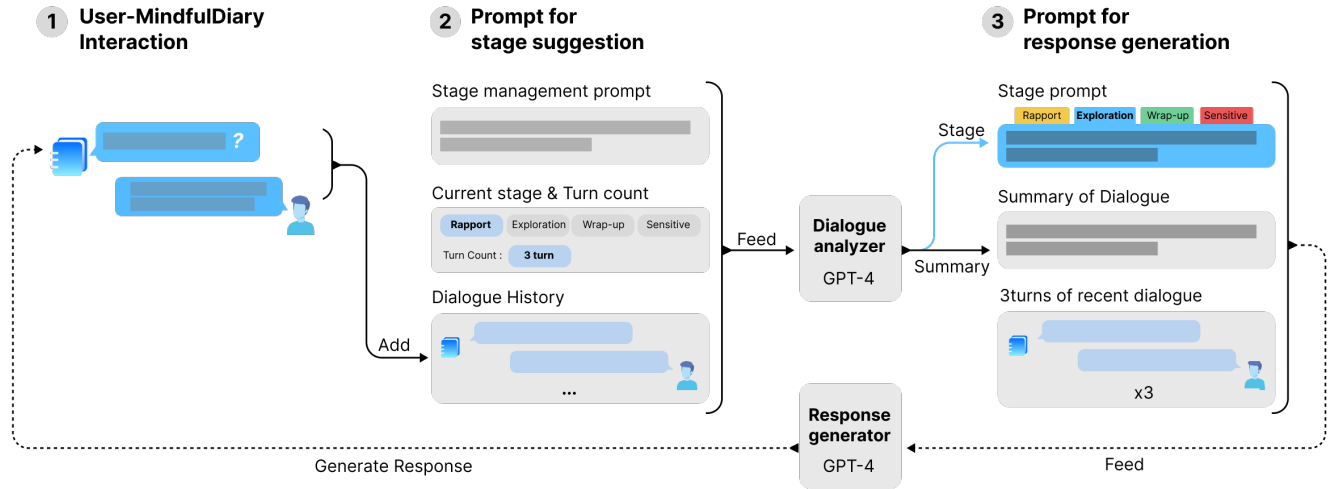 1 User-MindfulDiary
Interaction
?
2 Prompt for
stage suggestion
Stage management prompt
Current stage & Turn count
Rapport Exploration Wrap-up Sensitive
Turn Count : 3 turn
Dialogue History
...
Add
Feed
Dialogue
analyzer
GPT-4
Stage
Summary
3 Prompt for
response generation
Stage prompt
Rapport Exploration Wrap-up Sensitive
Summary of Dialogue
3turns of recent dialogue
x3
Feed
Response
generator
GPT-4
Generate Response